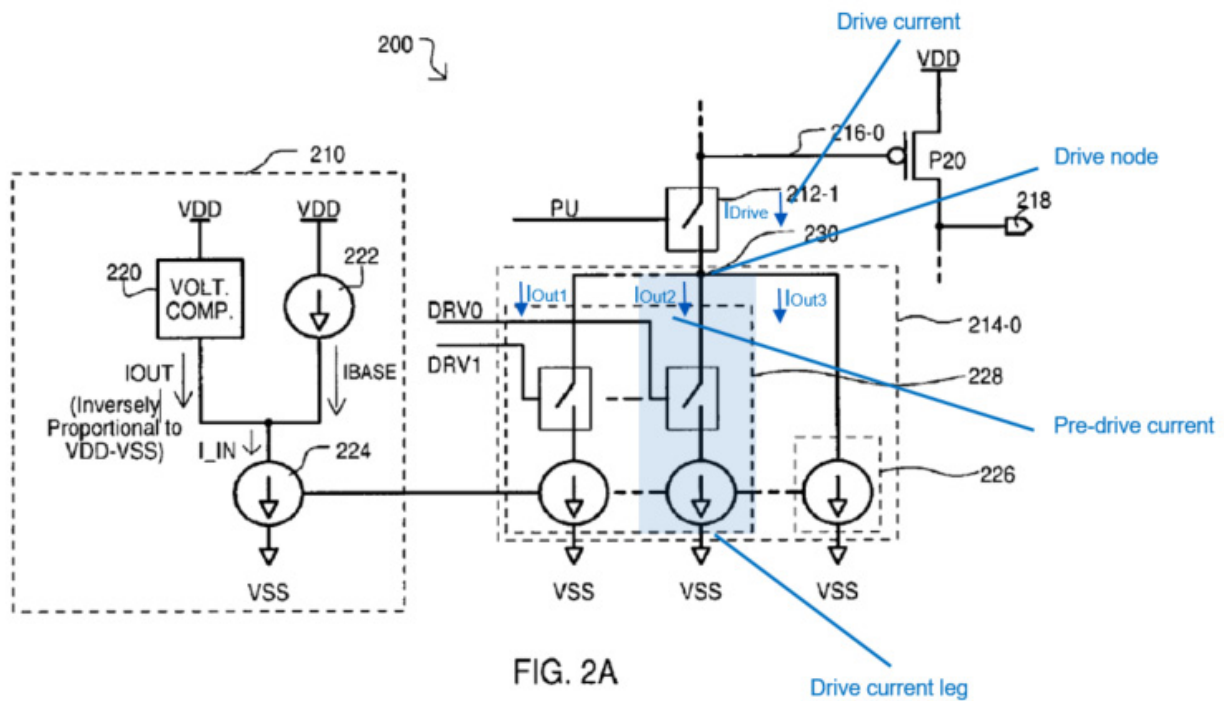 Drive current
200
VDD
216-0
P20
Drive node
210
212-1
PU
IDrive
218
VDD
VDD
230
220
VOLT.
COMP.
222
IOut1
IOut2
IOut3
DRV0
214-0
DRV1
IOUT
IBASE
228
(Inversely
Proportional to
VDD-VSS)
I_IN
224
Pre-drive current
226
VSS
VSS
VSS
VSS
FIG. 2A
Drive current leg